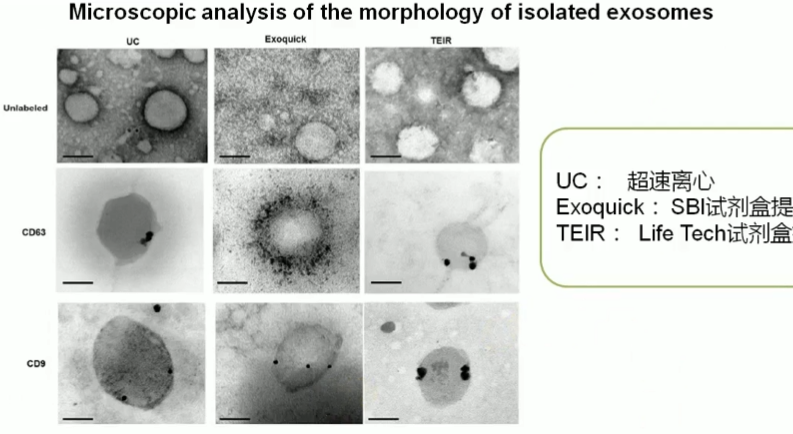 Microscopic analysis of the morphology of isolated exosomes
UC Exoquick TEIR
Unlabeled
CD63
CD9
UC： 超速离心
Exoquick： SBI试剂盒提
TEIR： Life Tech试剂盒